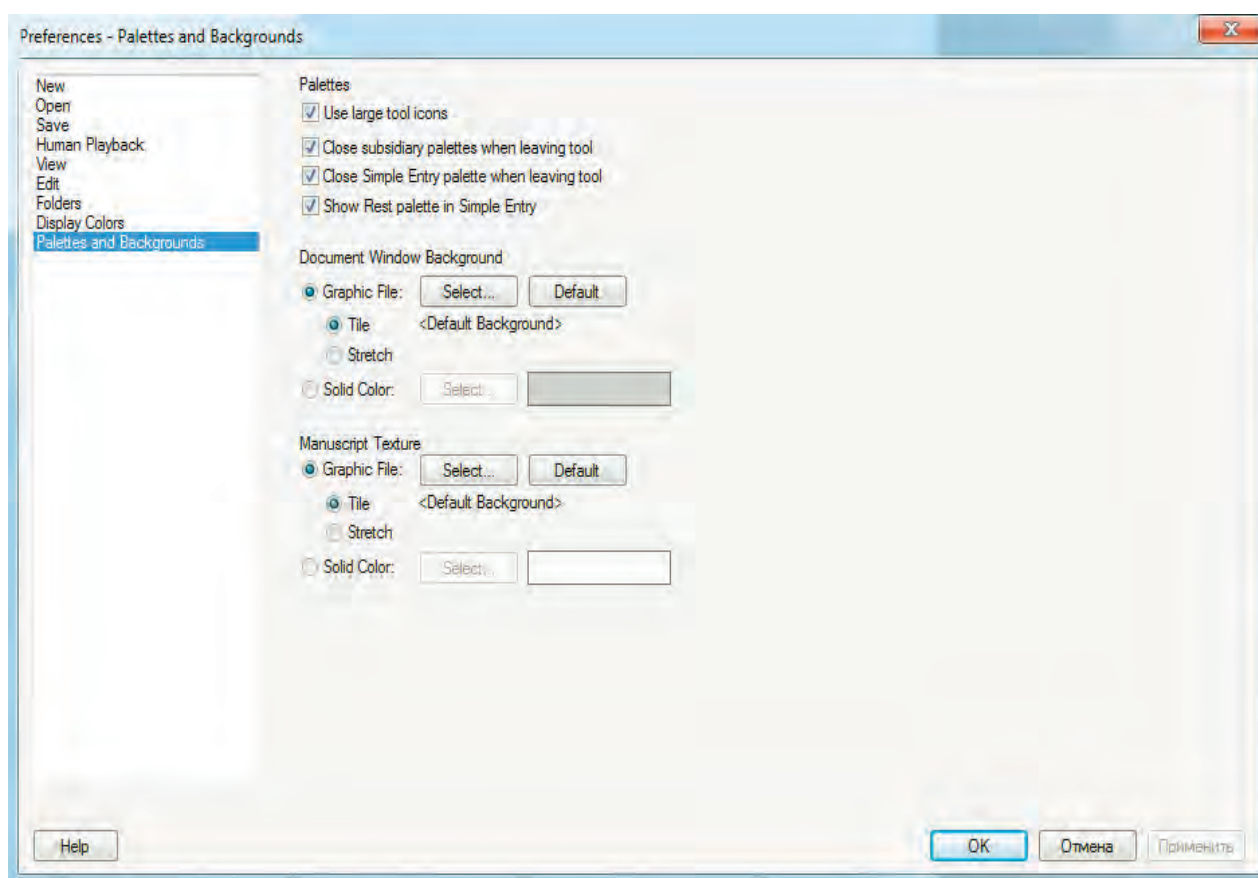 Preferences - Palettes and Backgrounds
X
New
Open
Save
Human Playback
View
Edit
Folders
Display Colors
Palettes and Backgrounds
Palettes
Use large tool icons
Close subsidiary palettes when leaving tool
Close Simple Entry palette when leaving tool
Show Rest palette in Simple Entry
Document Window Background
Graphic File: Select... Default
Tile <Default Background>
Stretch
Solid Color: Select...
Manuscript Texture
Graphic File: Select... Default
Tile <Default Background>
Stretch
Solid Color: Select...
Help OK Отмена Применить